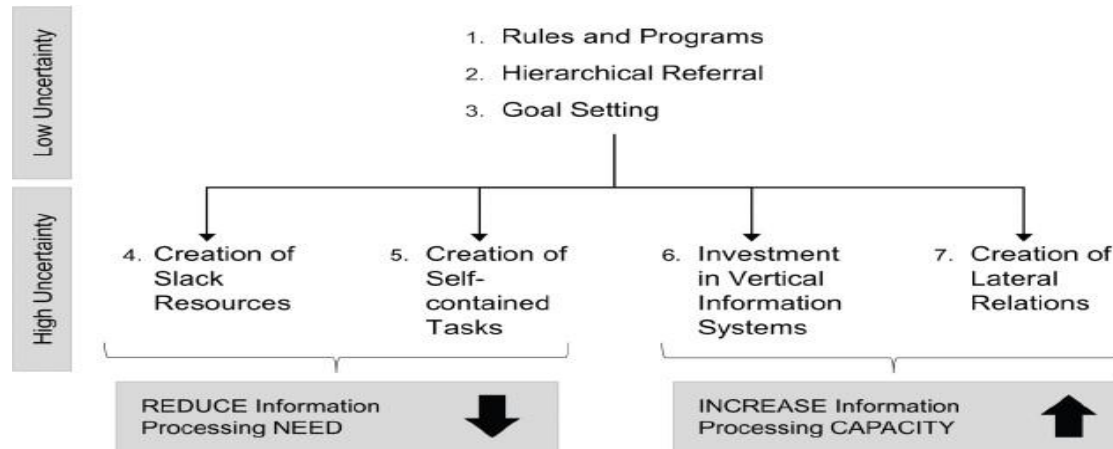 Low Uncertainty
1. Rules and Programs
2. Hierarchical Referral
3. Goal Setting
High Uncertainty
4. Creation of
Slack
Resources
5. Creation of
Self-
contained
Tasks
6. Investment
in Vertical
Information
Systems
7. Creation of
Lateral
Relations
REDUCE Information
Processing NEED
INCREASE Information
Processing CAPACITY